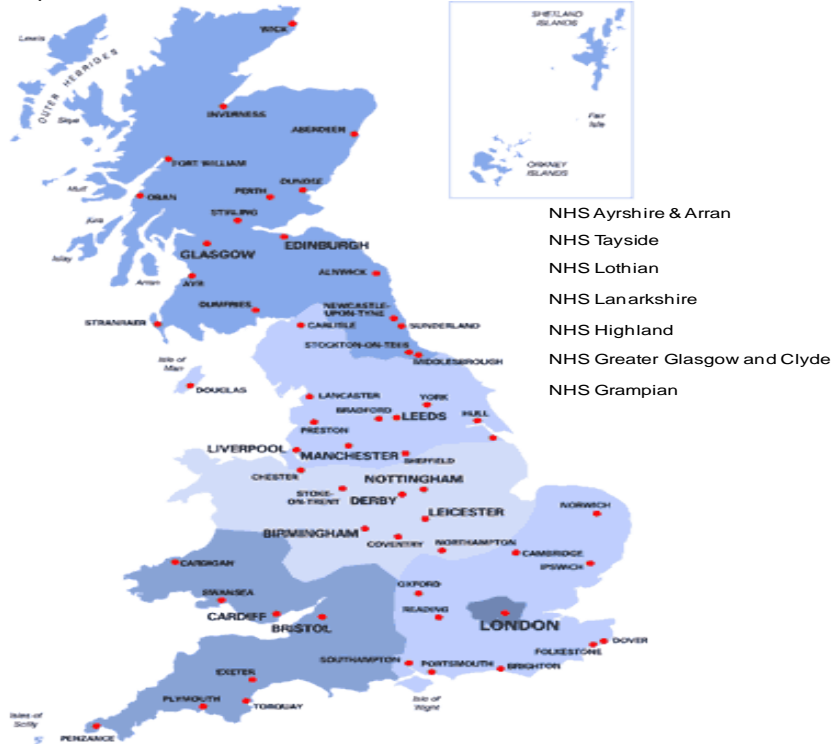 SHETLAND
ISLANDS
WICK
Lewis
OUTER HEBRIDES
Skye
Fair
Isle
INVERNESS
ABERDEEN
ORKNEY
ISLANDS
FORT WILLIAM
Mull
OBAN
PERTH
DUNDEE
STIRLING
NHS Ayrshire & Arran
Jura
EDINBURGH
NHS Tayside
GLASGOW
Islay
ALNWICK
NHS Lothian
Arran
AYR
NHS Lanarkshire
DUMFRIES
NEWCASTLE-
UPON-TYNE
STRANRAER
CARLISLE
SUNDERLAND
NHS Highland
STOCKTON-ON-TEES
MIDDLESBROUGH
NHS Greater Glasgow and Clyde
Isle of
Man
DOUGLAS
NHS Grampian
LANCASTER
YORK
BRADFORD
LEEDS
HULL
PRESTON
LIVERPOOL
MANCHESTER
SHEFFIELD
CHESTER
NOTTINGHAM
STOKE-
ON-TRENT
DERBY
LEICESTER
NORWICH
BIRMINGHAM
COVENTRY
NORTHAMPTON
CAMBRIDGE
CARDIGAN
IPSWICH
OXFORD
SWANSEA
READING
CARDIFF
BRISTOL
LONDON
DOVER
FOLKESTONE
SOUTHAMPTON
PORTSMOUTH
BRIGHTON
EXETER
PLYMOUTH
TORQUAY
Isle of
Wight
Isles of
Scilly
PENZANCE